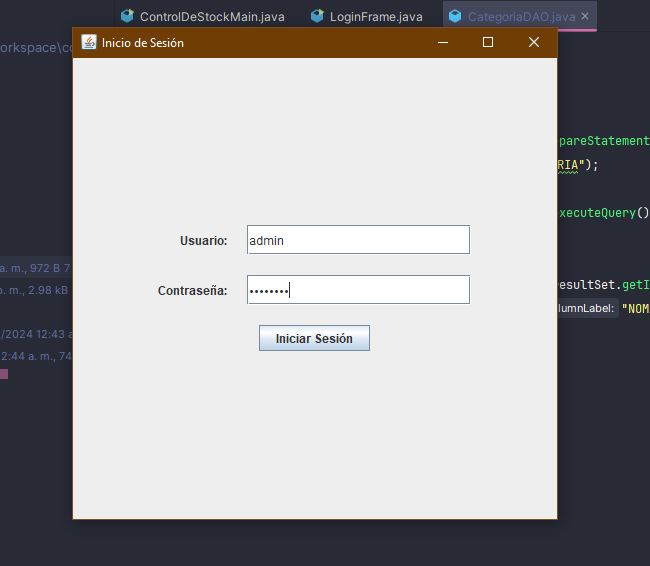 ControlDeStockMain.java LoginFrame.java CategoriaDAO.java
Inicio de Sesión
orkspace\co
pareStatement
RIA");
xecuteQuery()
Usuario: admin
a. m., 972 B 7
Contraseña: ••••••••
esultSet.getI
. m., 2.98 kB
lumnLabel: "NOM
/2024 12:43 a
Iniciar Sesión
2:44 a. m., 74